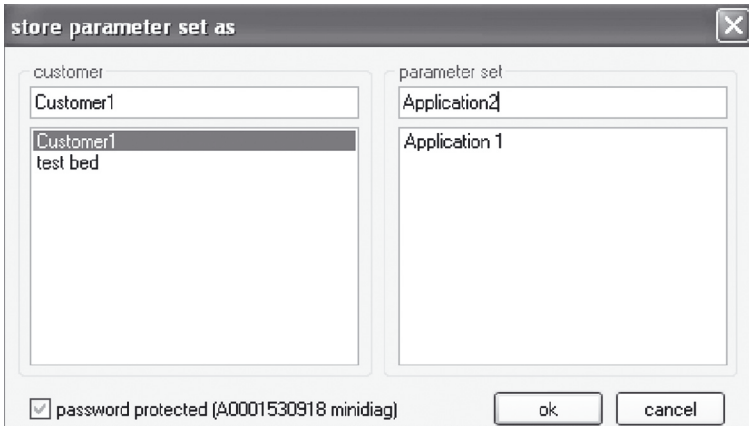 store parameter set as
customer
Customer1
Customer1
test bed
parameter set
Application2
Application 1
password protected (A0001530918 minidiag)
ok
cancel